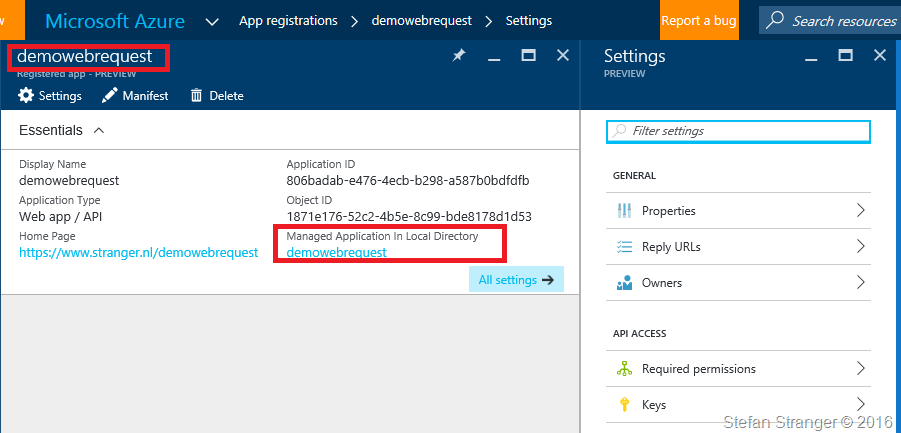 w
Microsoft Azure
App registrations > demowebrequest > Settings
Report a bug
Search resources
demowebrequest
Registered app - PREVIEW
Settings
Manifest
Delete
Essentials
Display Name
demowebrequest
Application Type
Web app / API
Home Page
https://www.stranger.nl/demowebrequest
Application ID
806badab-e476-4ecb-b298-a587b0bdfdfb
Object ID
1871e176-52c2-4b5e-8c99-bde8178d1d53
Managed Application In Local Directory
demowebrequest
All settings
Settings
PREVIEW
Filter settings
GENERAL
Properties
Reply URLs
Owners
API ACCESS
Required permissions
Keys
Stefan Stranger © 2016